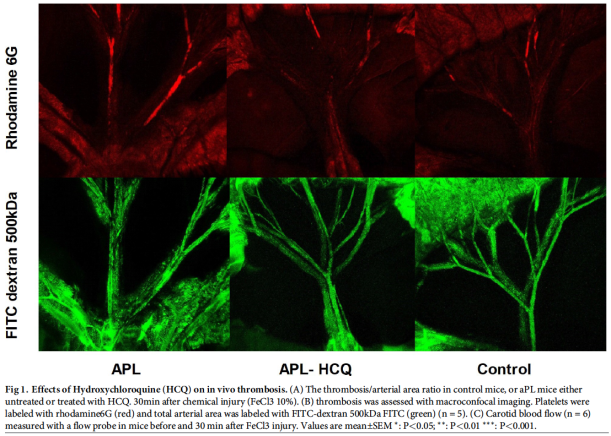 Rhodamine 6G
FITC dextran 500kDa
APL
APL- HCQ
Control
Fig 1. Effects of Hydroxychloroquine (HCQ) on in vivo thrombosis. (A) The thrombosis/arterial area ratio in control mice, or aPL mice either
untreated or treated with HCQ. 30min after chemical injury (FeCl3 10%). (B) thrombosis was assessed with macroconfocal imaging. Platelets were
labeled with rhodamine6G (red) and total arterial area was labeled with FITC-dextran 500kDa FITC (green) (n = 5). (C) Carotid blood flow (n = 6)
measured with a flow probe in mice before and 30 min after FeCl3 injury. Values are mean±SEM *: P<0.05; **: P<0.01 ***: P<0.001.